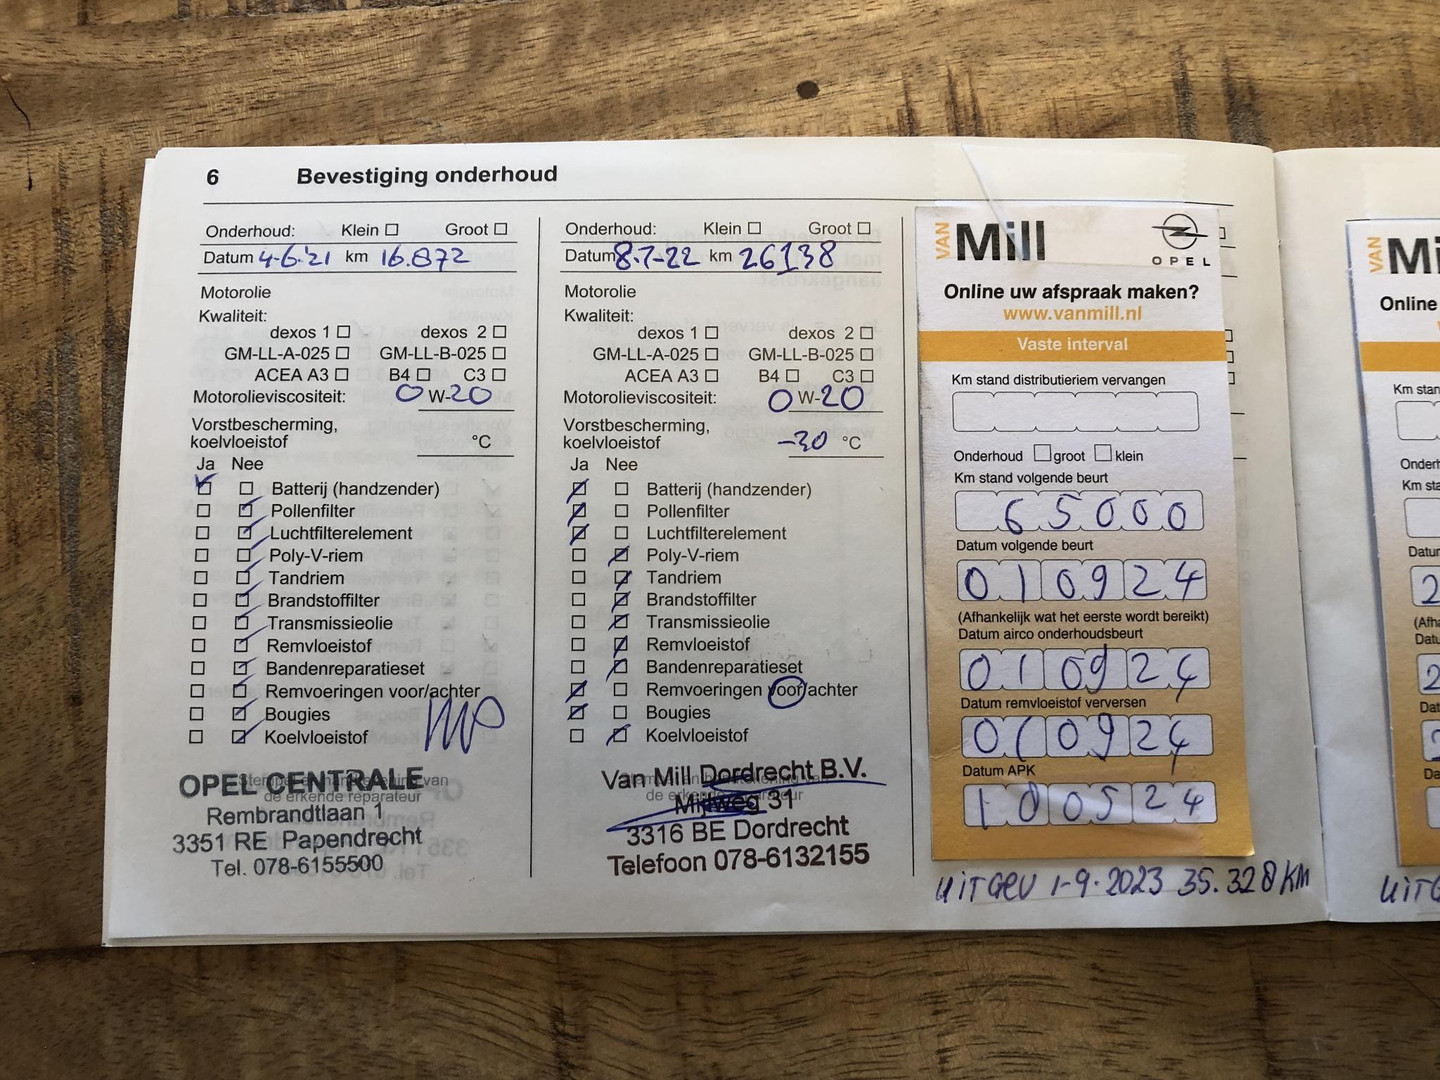 6 Bevestiging onderhoud
Onderhoud: Klein Groot
Datum 4-6-'21 km 16.872
Motorolie
Kwaliteit:
dexos 1 dexos 2
GM-LL-A-025 GM-LL-B-025
ACEA A3 B4 C3
Motorolieviscositeit: 0 W-20
Vorstbescherming,
koelvloeistof °C
Ja Nee
Batterij (handzender)
Pollenfilter
Luchtfilterelement
Poly-V-riem
Tandriem
Brandstoffilter
Transmissieolie
Remvloeistof
Bandenreparatieset
Remvoeringen voor/achter
Bougies
Koelvloeistof
OPEL CENTRALE
Rembrandtlaan 1
3351 RE Papendrecht
Tel. 078-6155500
Onderhoud: Klein Groot
Datum 8-7-22 km 26138
Motorolie
Kwaliteit:
dexos 1 dexos 2
GM-LL-A-025 GM-LL-B-025
ACEA A3 B4 C3
Motorolieviscositeit: 0 W-20
Vorstbescherming,
koelvloeistof -30 °C
Ja Nee
Batterij (handzender)
Pollenfilter
Luchtfilterelement
Poly-V-riem
Tandriem
Brandstoffilter
Transmissieolie
Remvloeistof
Bandenreparatieset
Remvoeringen voor/achter
Bougies
Koelvloeistof
Van Mill Dordrecht B.V.
Mijlweg 31
3316 BE Dordrecht
Telefoon 078-6132155
VAN Mill
OPEL
Online uw afspraak maken?
www.vanmill.nl
Vaste interval
Km stand distributieriem vervangen
Onderhoud groot klein
Km stand volgende beurt
65000
Datum volgende beurt
010924
(Afhankelijk wat het eerste wordt bereikt)
Datum airco onderhoudsbeurt
010924
Datum remvloeistof verversen
010924
Datum APK
100524
UITGEV 1-9-2023 35.328 KM
VAN
Online
Km stan